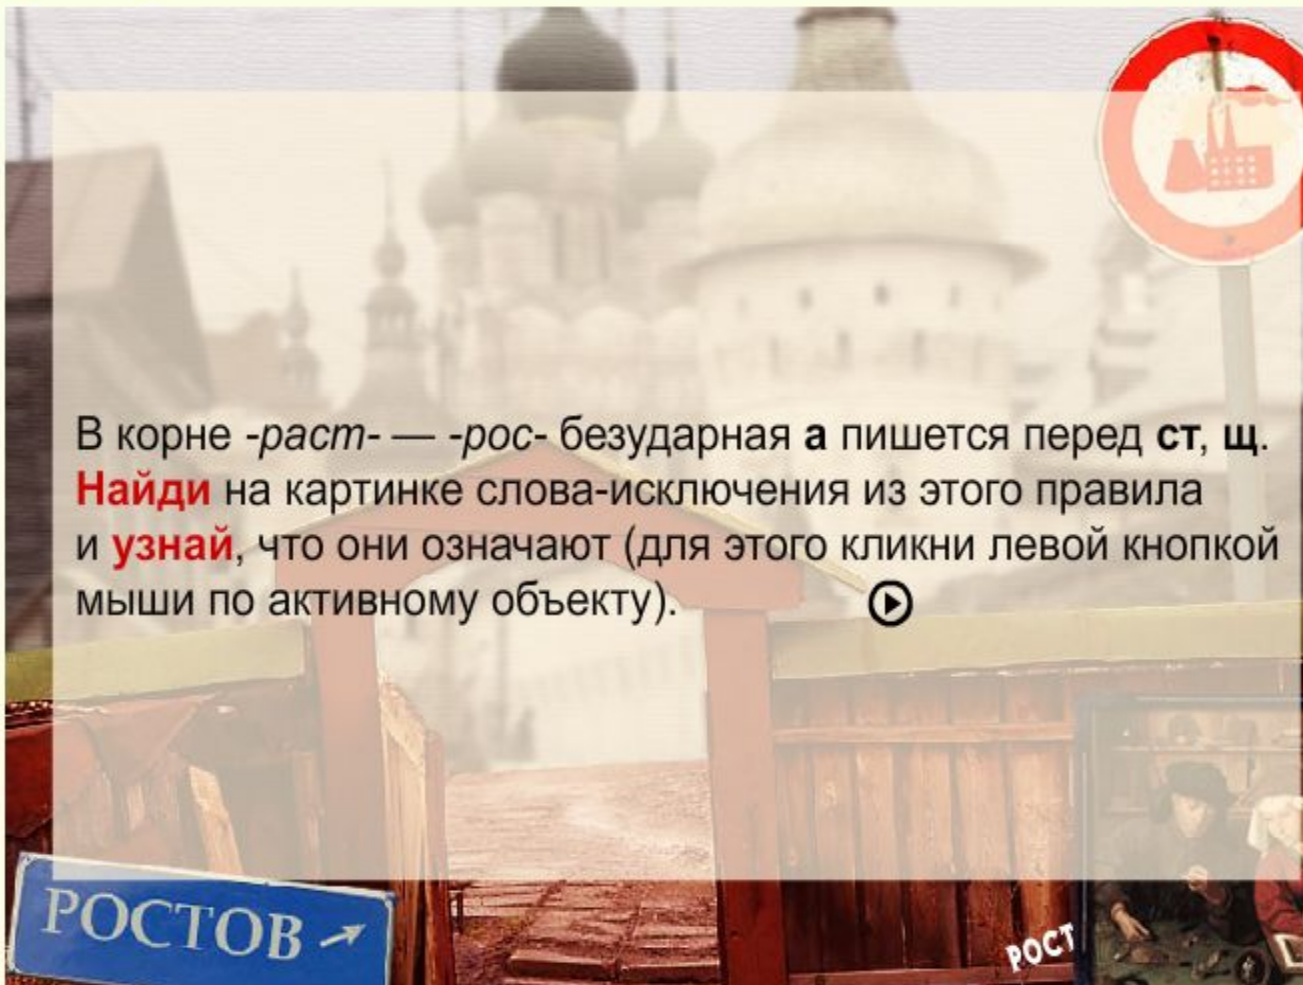 В корне -раст- — -рос- безударная а пишется перед ст, щ.
Найди на картинке слова-исключения из этого правила
и узнай, что они означают (для этого кликни левой кнопкой
мыши по активному объекту).
РОСТОВ
РОСТ